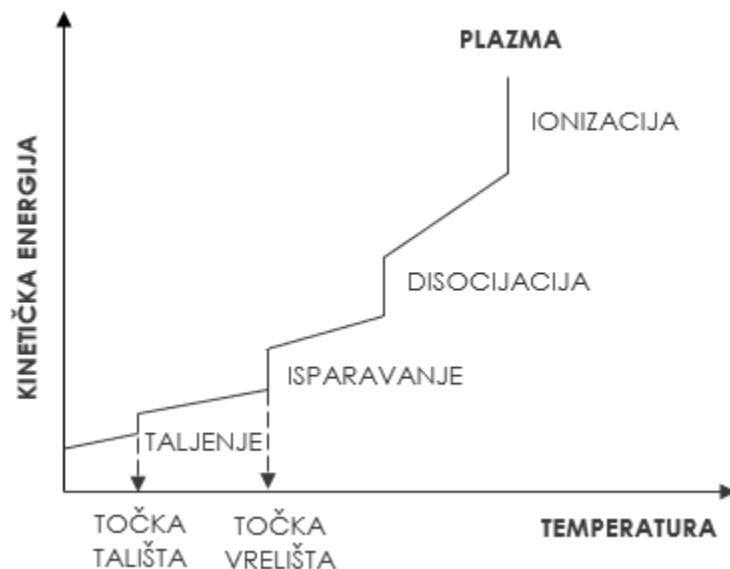 PLAZMA
IONIZACIJA
KINETIČKA ENERGIJA
DISOCIJACIJA
ISPARAVANJE
TALJENJE
TOČKA
TALIŠTA
TOČKA
VRELIŠTA
TEMPERATURA